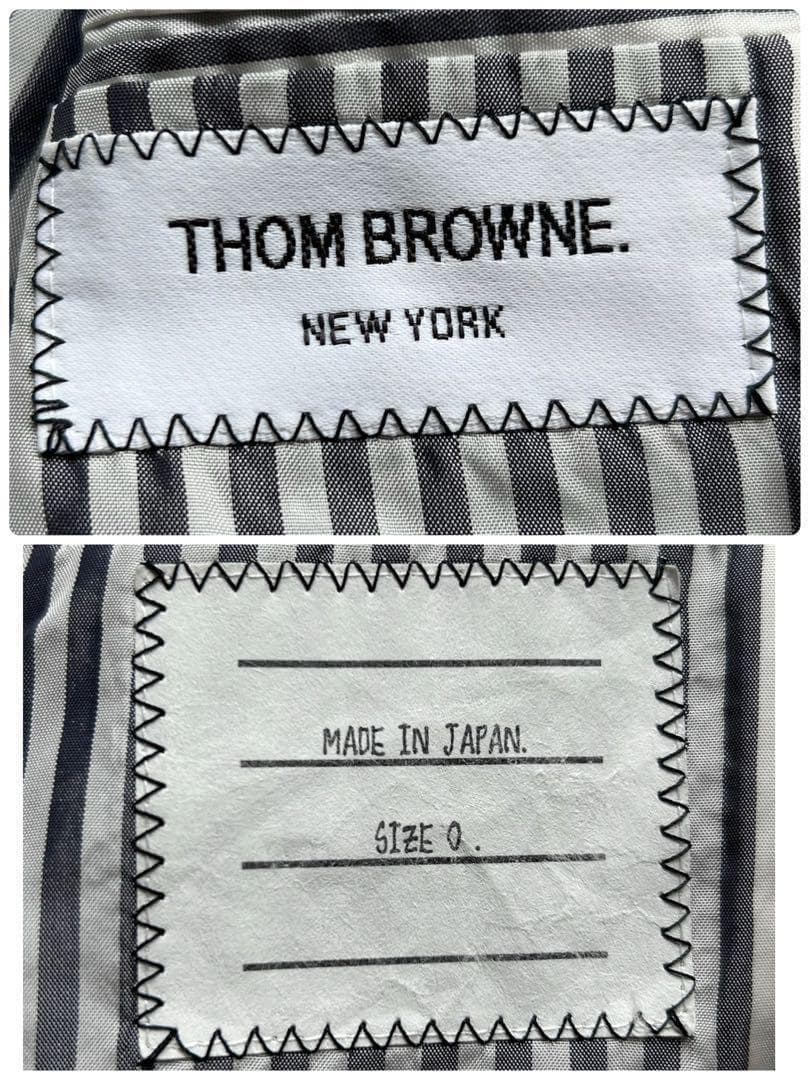 THOM BROWNE.
NEW YORK
MADE IN JAPAN.
SIZE 0.